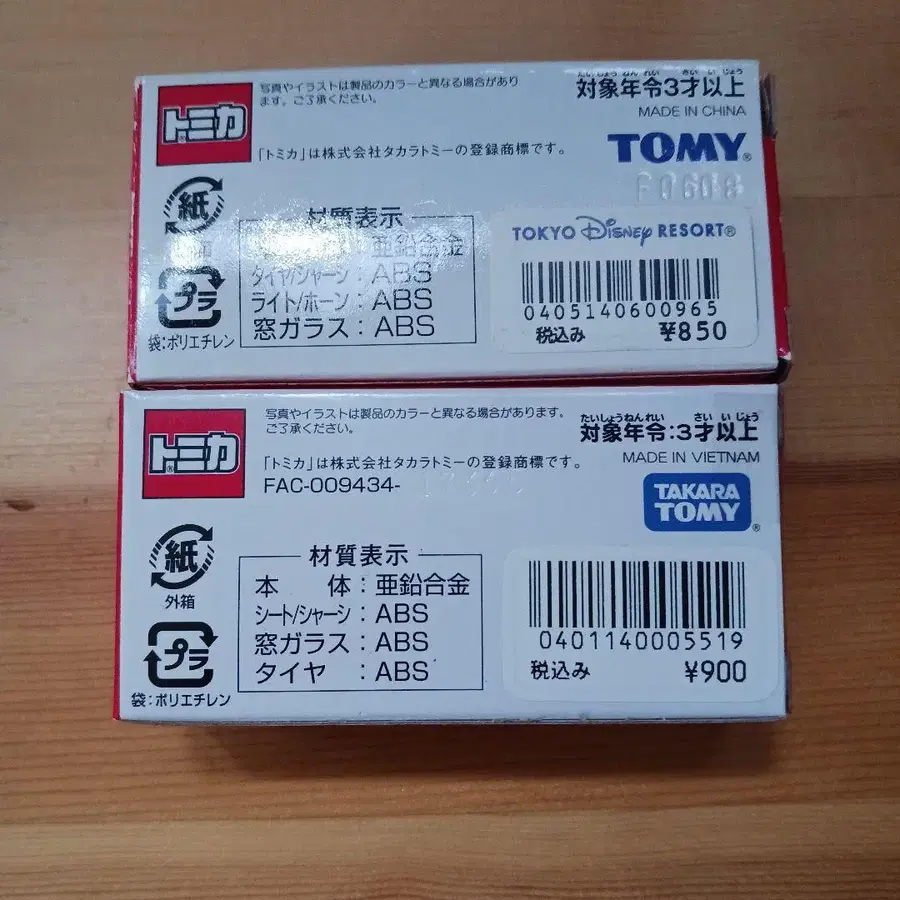 トミカ
写真やイラストは製品のカラーと異なる場合があり
ます。ご了承ください。
「トミカ」は株式会社タカラトミーの登録商標です。
たいしょうねんれい さいいじょう
対象年令3才以上
MADE IN CHINA
TOMY®
F0608
紙
プラ
袋:ポリエチレン
材質表示
本 体:亜鉛合金
タイヤ/シャーシ:ABS
ライト/ホーン:ABS
窓ガラス:ABS
TOKYO Disney RESORT®
0405140600965
税込み ¥850
トミカ®
写真やイラストは製品のカラーと異なる場合があります。
ご了承ください。
「トミカ」は株式会社タカラトミーの登録商標です。
FAC-009434-
たいしょうねんれい さいいじょう
対象年令:3才以上
MADE IN VIETNAM
TAKARA
TOMY®
紙
外箱
プラ
袋:ポリエチレン
材質表示
本 体:亜鉛合金
シート/シャーシ:ABS
窓ガラス:ABS
タイヤ:ABS
0401140005519
税込み ¥900